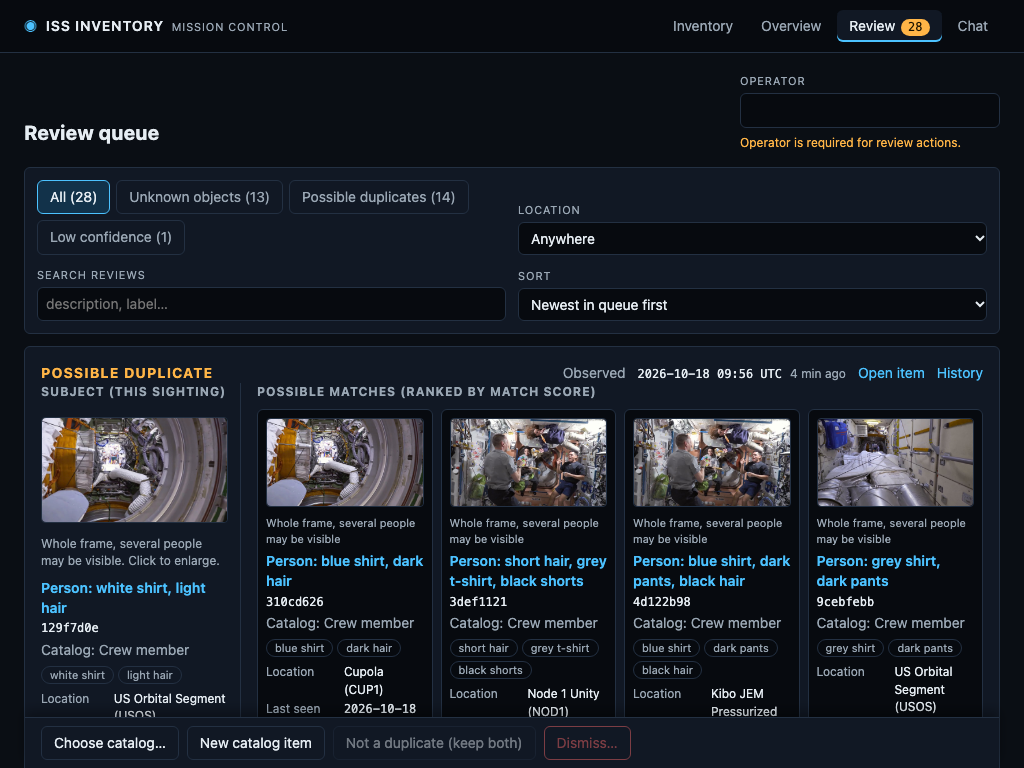 ISS INVENTORY MISSION CONTROL
Inventory
Overview
Review 28
Chat
OPERATOR
Review queue
Operator is required for review actions.
All (28)
Unknown objects (13)
Possible duplicates (14)
Low confidence (1)
LOCATION
Anywhere
SEARCH REVIEWS
description, label...
SORT
Newest in queue first
POSSIBLE DUPLICATE
Observed 2026-10-18 09:56 UTC 4 min ago Open item History
SUBJECT (THIS SIGHTING)
Whole frame, several people
may be visible. Click to enlarge.
Person: white shirt, light
hair
129f7d0e
Catalog: Crew member
white shirt
light hair
Location US Orbital Segment
(USOS)
POSSIBLE MATCHES (RANKED BY MATCH SCORE)
Whole frame, several people
may be visible
Person: blue shirt, dark
hair
310cd626
Catalog: Crew member
blue shirt
dark hair
Location Cupola
(CUP1)
Last seen 2026-10-18
Whole frame, several people
may be visible
Person: short hair, grey
t-shirt, black shorts
3def1121
Catalog: Crew member
short hair
grey t-shirt
black shorts
Location Node 1 Unity
(NOD1)
Whole frame, several people
may be visible
Person: blue shirt, dark
pants, black hair
4d122b98
Catalog: Crew member
blue shirt
dark pants
black hair
Location Kibo JEM
Pressurized
Whole frame, several people
may be visible
Person: grey shirt,
dark pants
9cebfebb
Catalog: Crew member
grey shirt
dark pants
Location US Orbital
Segment
(USOS)
Choose catalog...
New catalog item
Not a duplicate (keep both)
Dismiss...